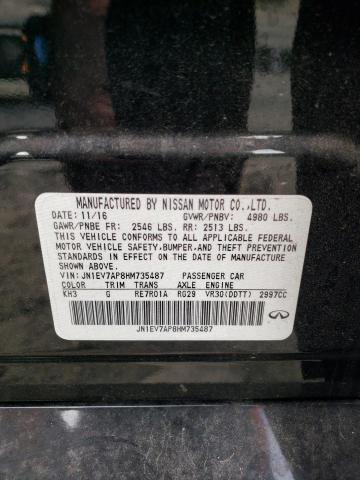 MANUFACTURED BY NISSAN MOTOR CO.,LTD.
DATE: 11/16 GVWR/PNBV: 4980 LBS.
GAWR/PNBE FR: 2546 LBS. RR: 2513 LBS.
THIS VEHICLE CONFORMS TO ALL APPLICABLE FEDERAL
MOTOR VEHICLE SAFETY,BUMPER,AND THEFT PREVENTION
STANDARDS IN EFFECT ON THE DATE OF MANUFACTURE
SHOWN ABOVE.
VIN: JN1EV7AP8HM735487 PASSENGER CAR
COLOR TRIM TRANS AXLE ENGINE
KH3 G RE7R01A RG29 VR30(DDTT) 2997CC
JN1EV7AP8HM735487